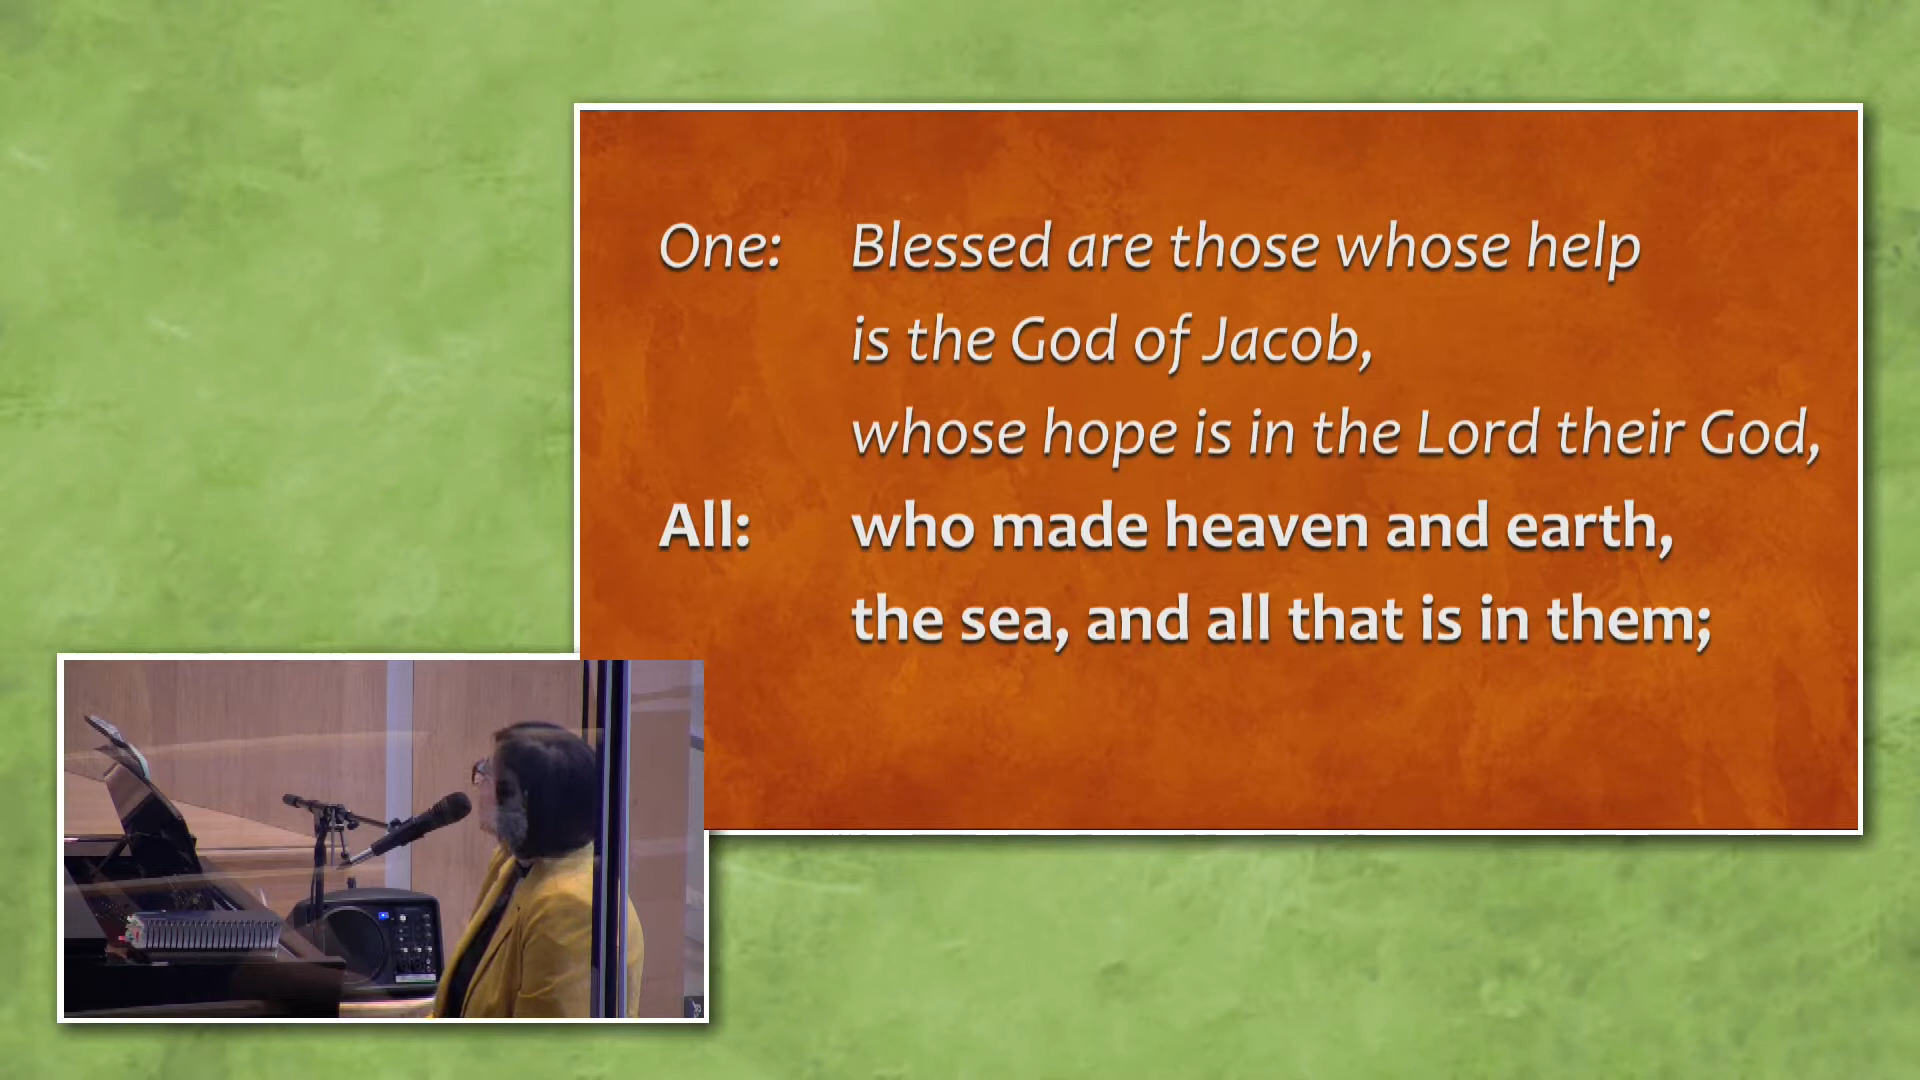 One: Blessed are those whose help
is the God of Jacob,
whose hope is in the Lord their God,
All: who made heaven and earth,
the sea, and all that is in them;